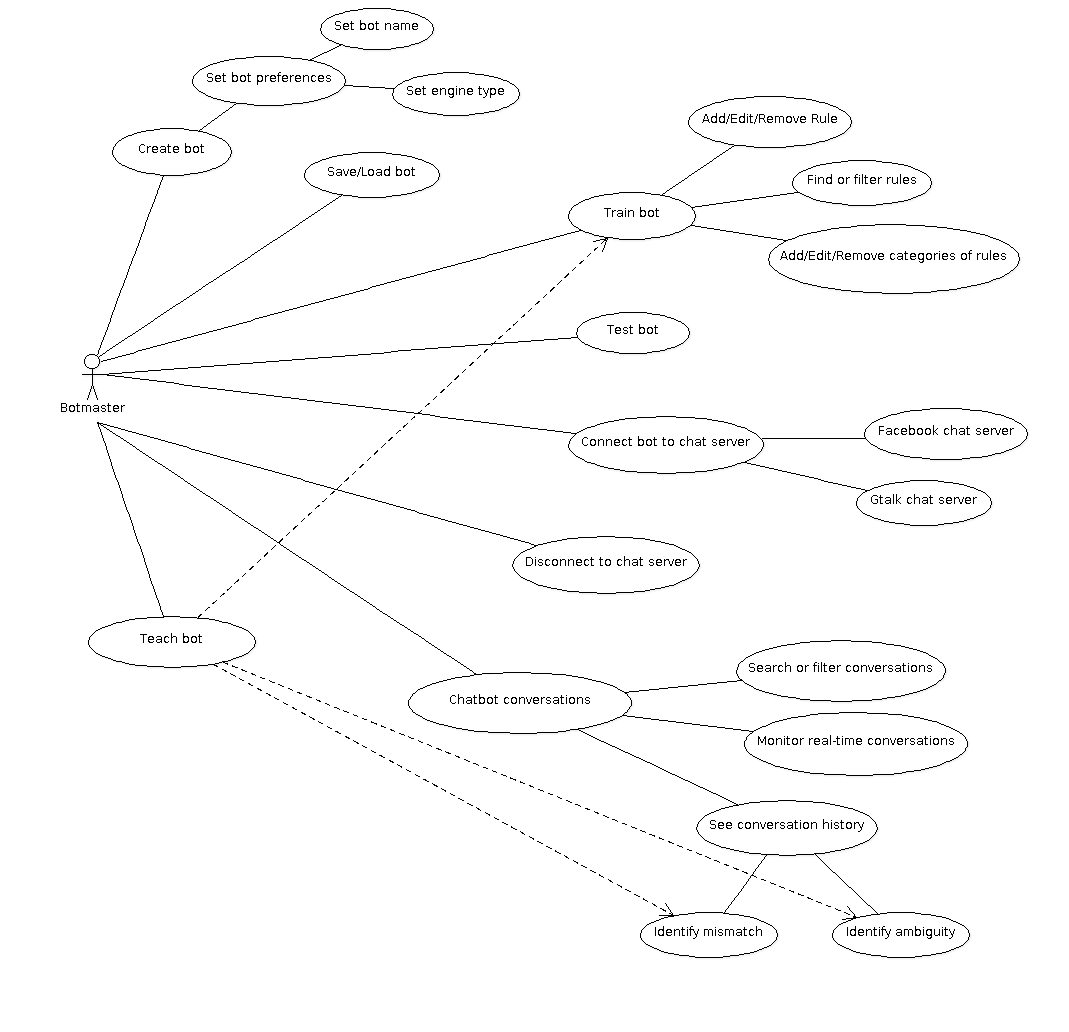 Set bot name
Set bot preferences
Set engine type
Create bot
Save/Load bot
Add/Edit/Remove Rule
Find or filter rules
Train bot
Add/Edit/Remove categories of rules
Test bot
Botmaster
Connect bot to chat server
Facebook chat server
Gtalk chat server
Disconnect to chat server
Teach bot
Chatbot conversations
Search or filter conversations
Monitor real-time conversations
See conversation history
Identify mismatch
Identify ambiguity